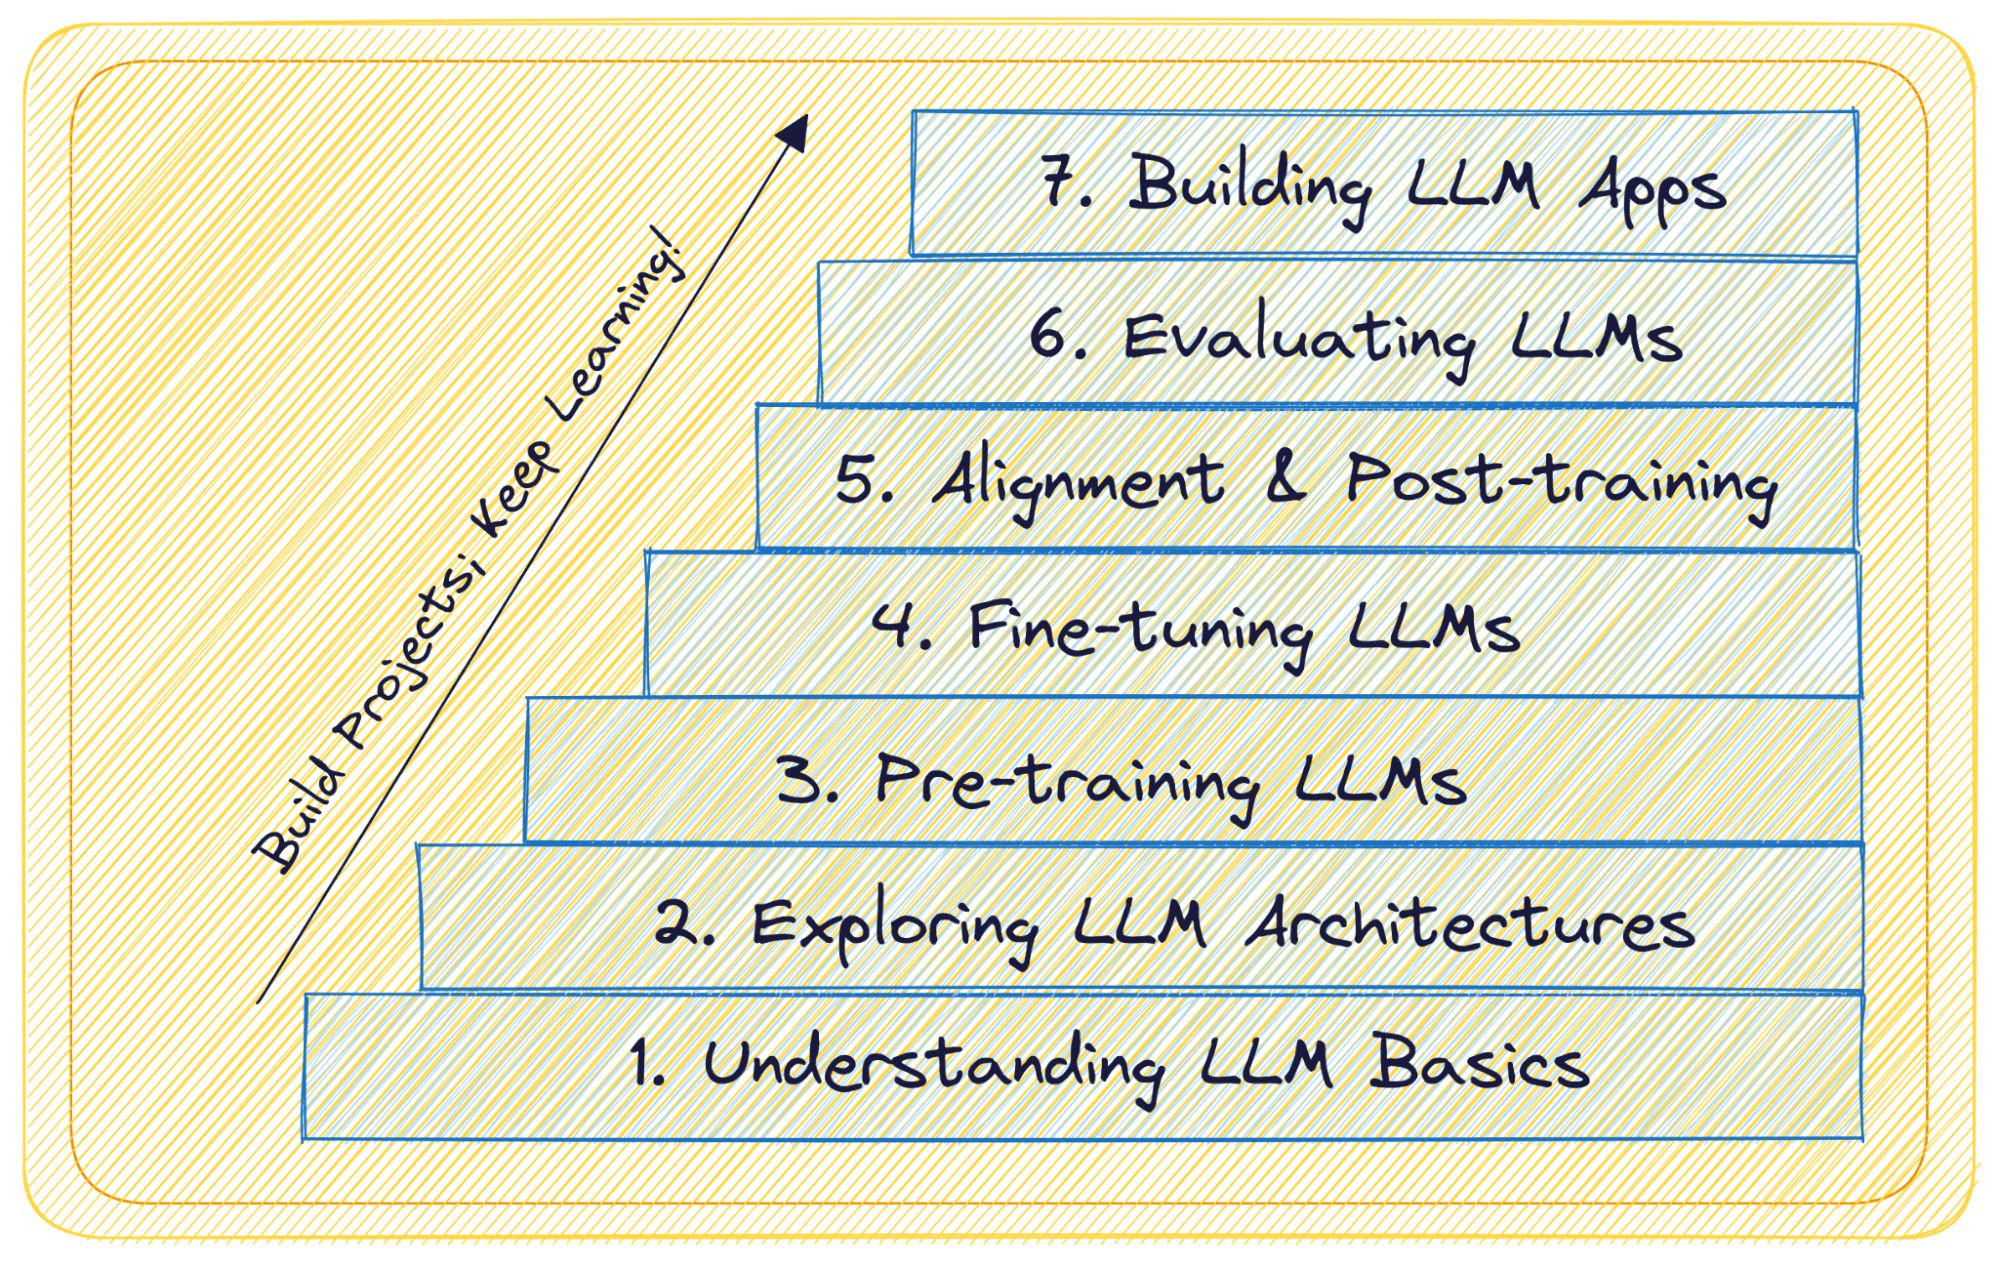 7. Building LLM Apps
6. Evaluating LLMs
5. Alignment & Post-training
4. Fine-tuning LLMs
3. Pre-training LLMs
2. Exploring LLM Architectures
1. Understanding LLM Basics
Build Projects; Keep Learning!